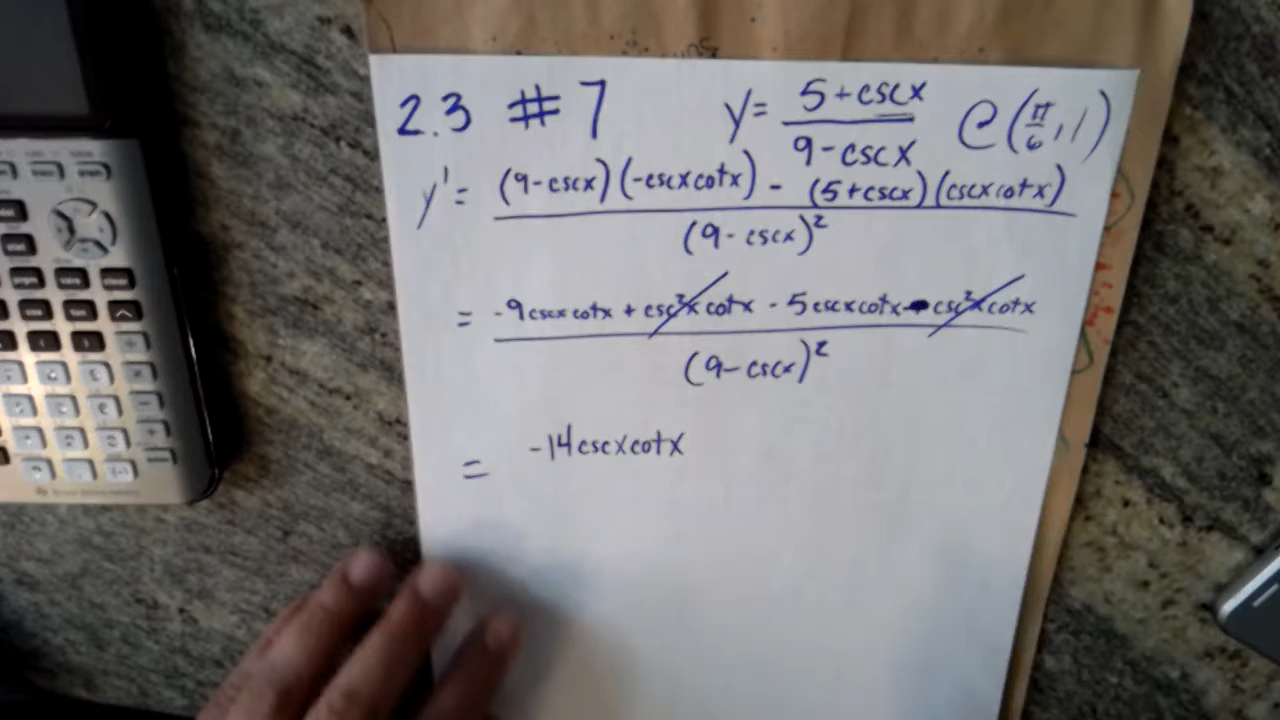 2.3 #7 y = (5+cscx)/(9-cscx) @ (π/6, 1)
y' = ((9-cscx)(-cscxcotx) - (5+cscx)(cscxcotx))/(9-cscx)²
= (-9cscxcotx + csc²xcotx - 5cscxcotx - csc²xcotx)/(9-cscx)²
= -14cscxcotx